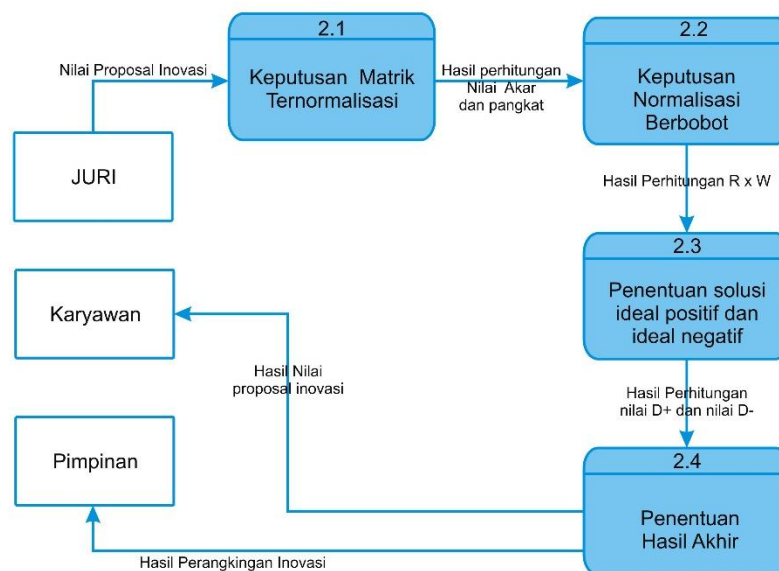 2.1
Keputusan Matrik
Ternormalisasi
Nilai Proposal Inovasi
JURI
Hasil perhitungan
Nilai Akar
dan pangkat
2.2
Keputusan
Normalisasi
Berbobot
Hasil Perhitungan R x W
2.3
Penentuan solusi
ideal positif dan
ideal negatif
Hasil Perhitungan
nilai D+ dan nilai D-
2.4
Penentuan
Hasil Akhir
Karyawan
Hasil Nilai
proposal inovasi
Pimpinan
Hasil Perangkingan Inovasi